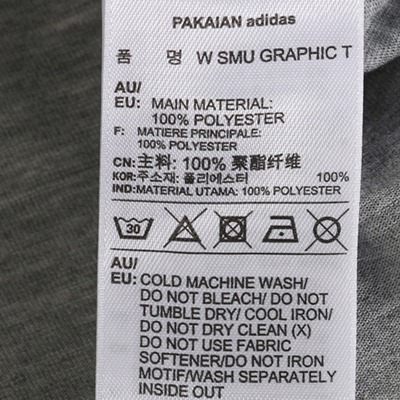 PAKAIAN adidas
품 명 W SMU GRAPHIC T
AU/
EU: MAIN MATERIAL:
100% POLYESTER
F: MATIERE PRINCIPALE:
100% POLYESTER
CN: 主料: 100% 聚酯纤维
KOR: 주소재: 폴리에스터 100%
IND: MATERIAL UTAMA: 100% POLYESTER
30
AU/
EU: COLD MACHINE WASH/
DO NOT BLEACH/ DO NOT
TUMBLE DRY/ COOL IRON/
DO NOT DRY CLEAN (X)
DO NOT USE FABRIC
SOFTENER/DO NOT IRON
MOTIF/WASH SEPARATELY
INSIDE OUT